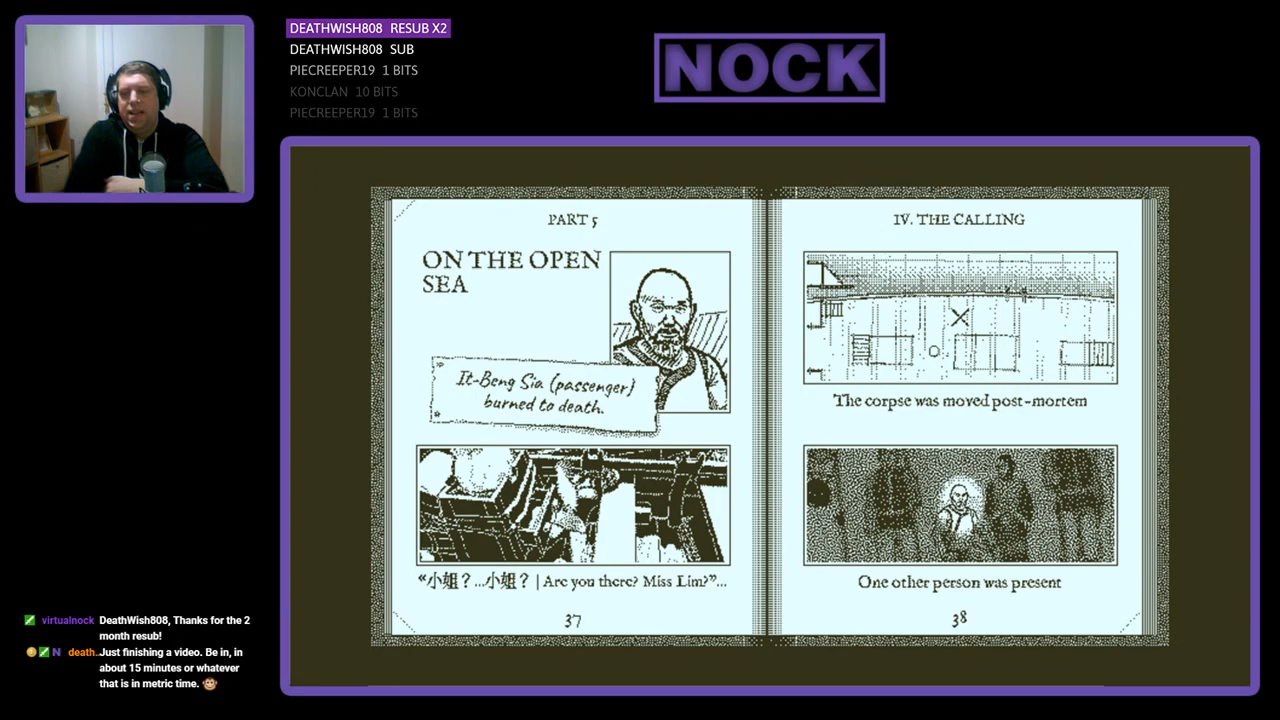 DEATHWISH808 RESUB X2
DEATHWISH808 SUB
PIECREEPER19 1 BITS
KONCLAN 10 BITS
PIECREEPER19 1 BITS
NOCK
PART 5
ON THE OPEN
SEA
It-Beng Sia (passenger)
burned to death.
“小姐？...小姐？ | Are you there? Miss Lim?”...
37
IV. THE CALLING
The corpse was moved post-mortem
One other person was present
38
virtualnock DeathWish808, Thanks for the 2
month resub!
N death... Just finishing a video. Be in, in
about 15 minutes or whatever
that is in metric time.